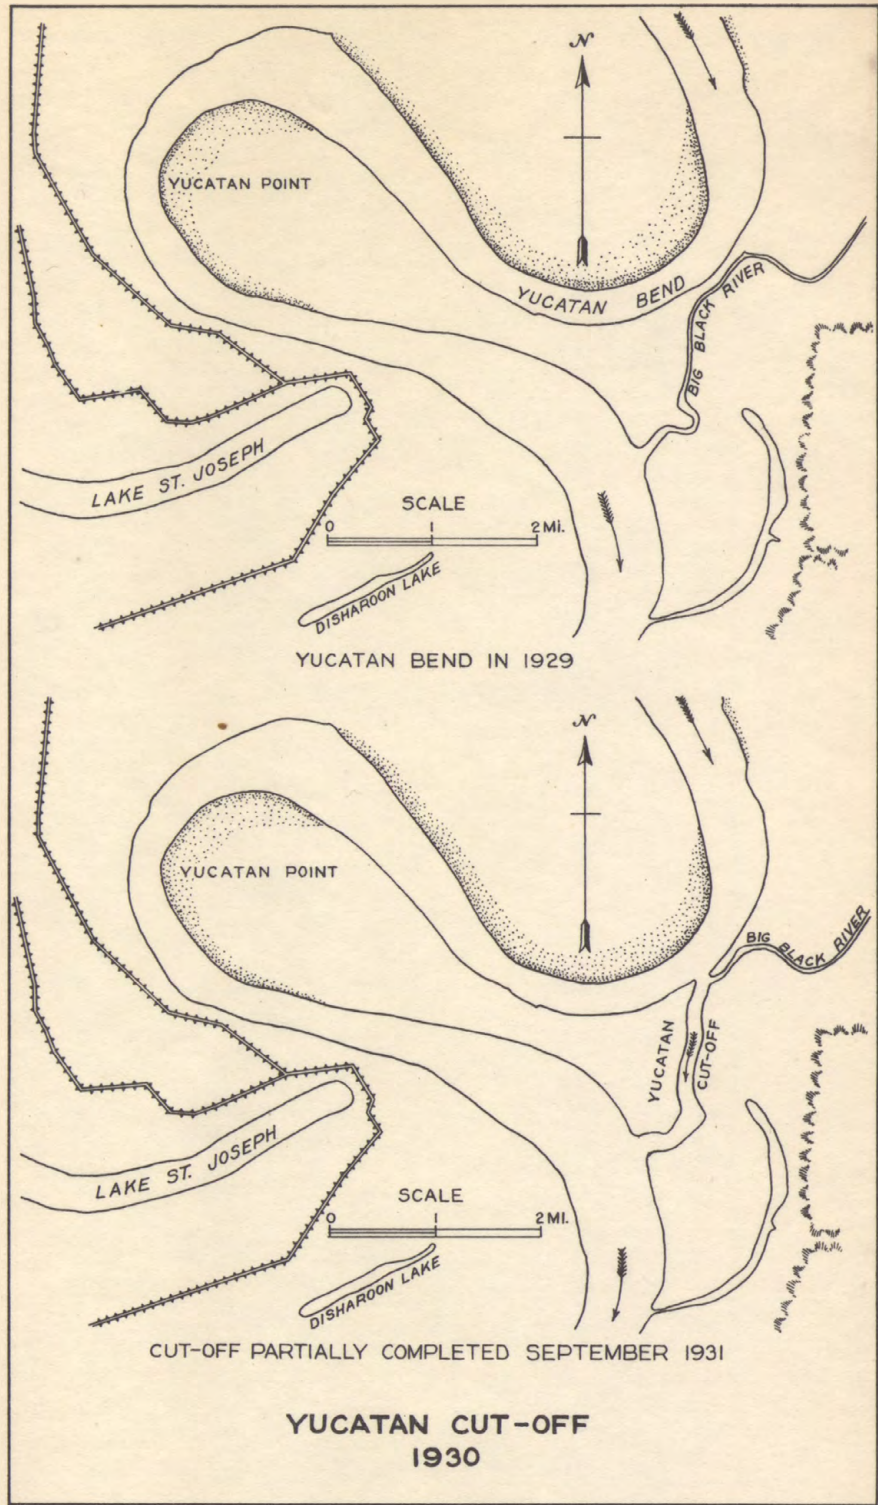 N
YUCATAN POINT
YUCATAN BEND
BIG BLACK RIVER
LAKE ST. JOSEPH
SCALE
0 1 2 Mi.
DISHAROON LAKE
YUCATAN BEND IN 1929
N
YUCATAN POINT
BIG BLACK RIVER
YUCATAN
CUT-OFF
LAKE ST. JOSEPH
SCALE
0 1 2 MI.
DISHAROON LAKE
CUT-OFF PARTIALLY COMPLETED SEPTEMBER 1931
YUCATAN CUT-OFF
1930